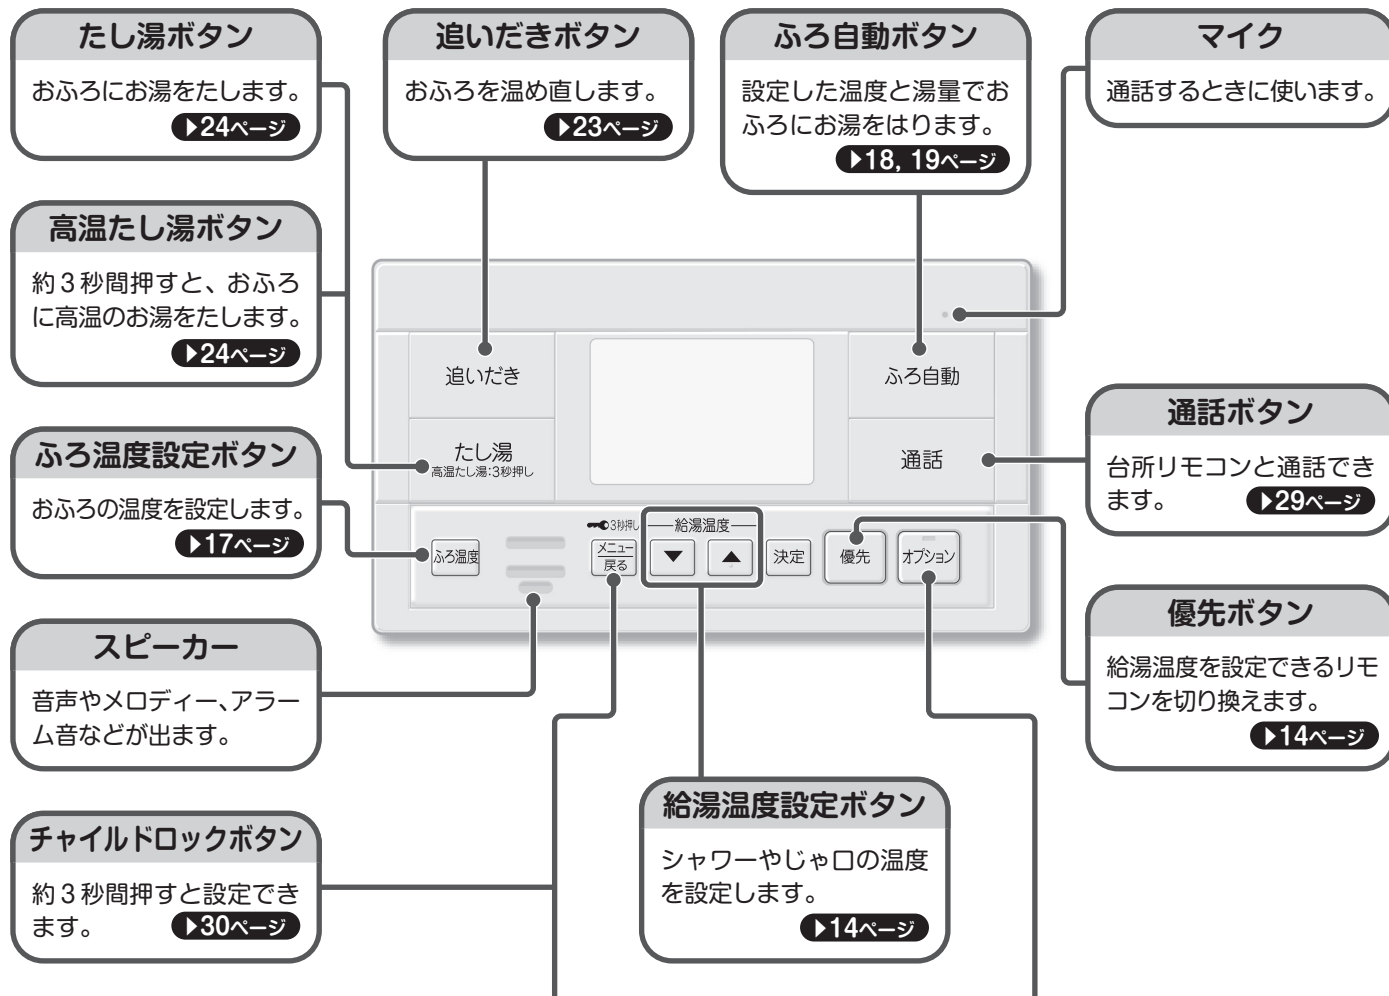 たし湯ボタン
おふろにお湯をたします。
▶24ページ
追いだきボタン
おふろを温め直します。
▶23ページ
ふろ自動ボタン
設定した温度と湯量でお
ふろにお湯をはります。
▶18, 19ページ
マイク
通話するときに使います。
高温たし湯ボタン
約3秒間押すと、おふろ
に高温のお湯をたします。
▶24ページ
ふろ温度設定ボタン
おふろの温度を設定します。
▶17ページ
スピーカー
音声やメロディー、アラー
ム音などが出ます。
チャイルドロックボタン
約3秒間押すと設定でき
ます。 ▶30ページ
追いだき
ふろ自動
たし湯
高温たし湯:3秒押し
通話
3秒押し
給湯温度
ふろ温度
メニュー
戻る
▼
▲
決定
優先
オプション
通話ボタン
台所リモコンと通話でき
ます。 ▶29ページ
優先ボタン
給湯温度を設定できるリモ
コンを切り換えます。
▶14ページ
給湯温度設定ボタン
シャワーやじゃ口の温度
を設定します。
▶14ページ